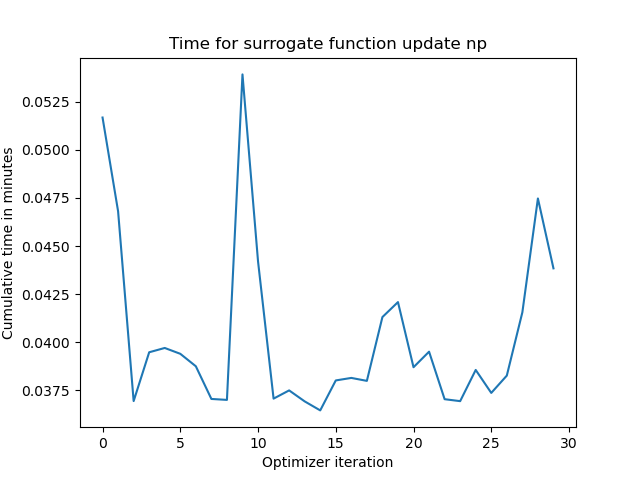 Time for surrogate function update np
Cumulative time in minutes
0.0525
0.0500
0.0475
0.0450
0.0425
0.0400
0.0375
0 5 10 15 20 25 30
Optimizer iteration